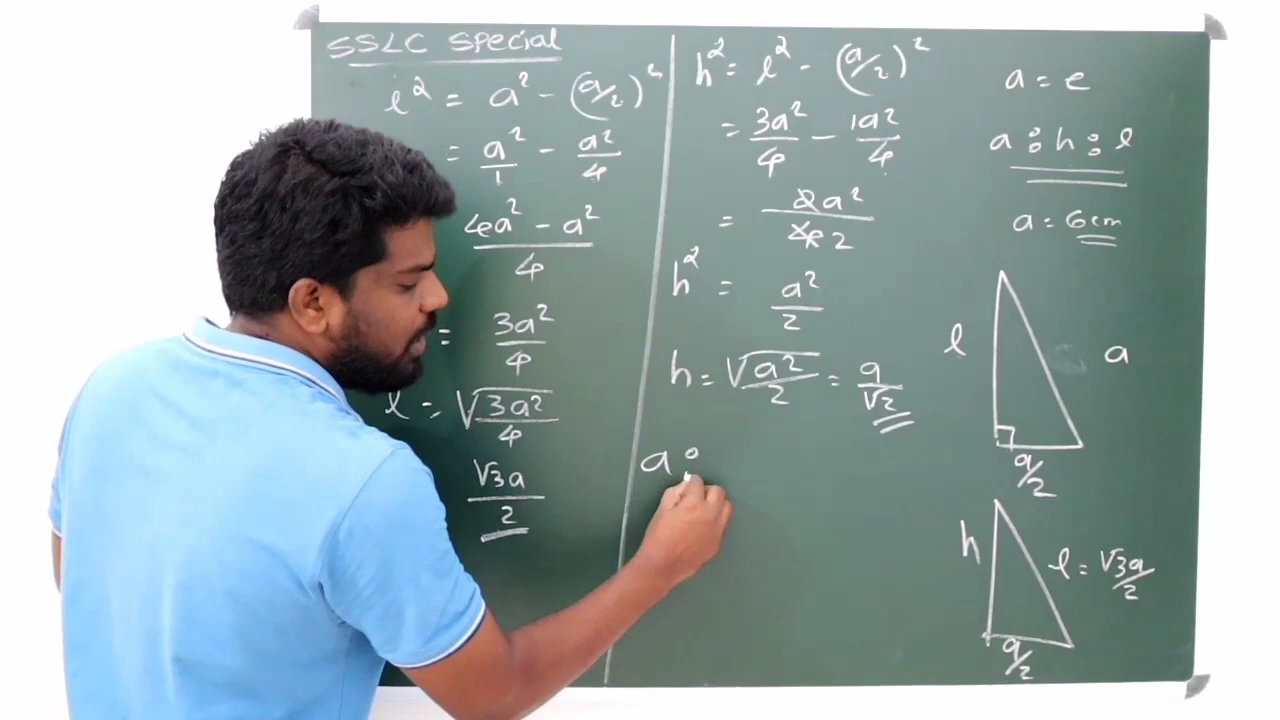 SSLC Special
l² = a² - (a/2)²
= a²/1 - a²/4
4a² - a²/4
= 3a²/4
l = √3a²/4
√3a/2
h² = l² - (a/2)²
= 3a²/4 - 1a²/4
= 2a²/4 2
h² = a²/2
h = √a²/2 = a/√2
a :
a = e
a : h : l
a = 6cm
l
a
a/2
h
l = √3a/2
a/2